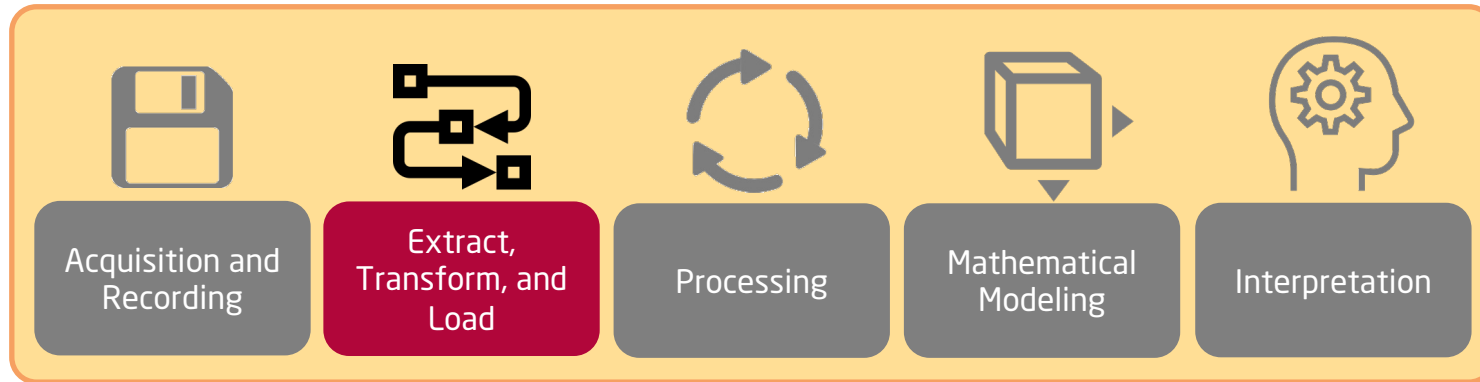 Acquisition and
Recording
Extract,
Transform, and
Load
Processing
Mathematical
Modeling
Interpretation